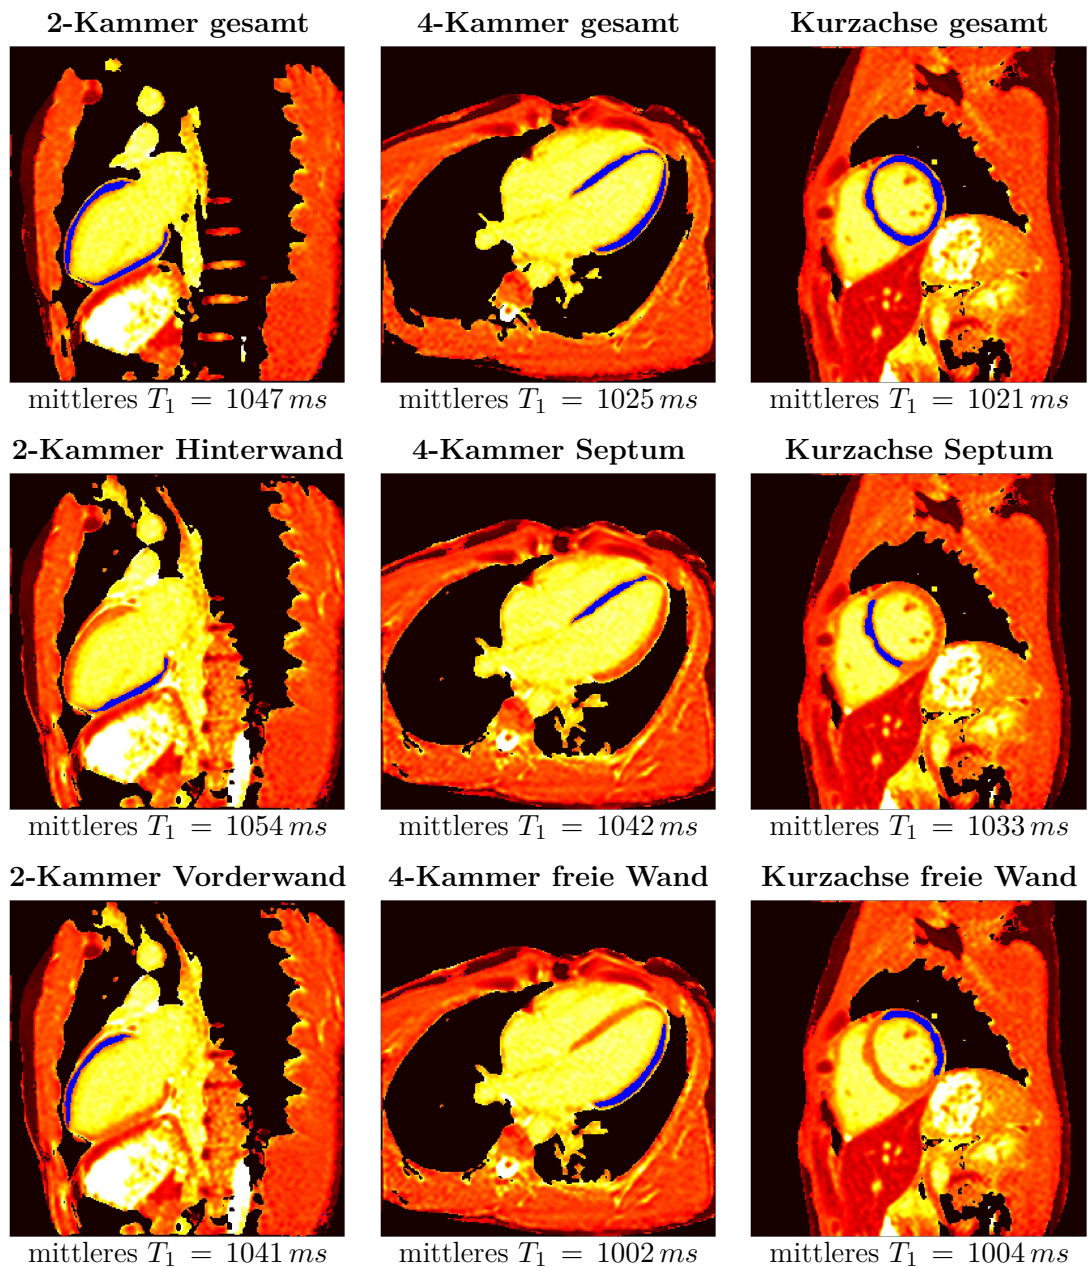 2-Kammer gesamt 4-Kammer gesamt Kurzachse gesamt
mittleres T₁ = 1047 ms mittleres T₁ = 1025 ms mittleres T₁ = 1021 ms
2-Kammer Hinterwand 4-Kammer Septum Kurzachse Septum
mittleres T₁ = 1054 ms mittleres T₁ = 1042 ms mittleres T₁ = 1033 ms
2-Kammer Vorderwand 4-Kammer freie Wand Kurzachse freie Wand
mittleres T₁ = 1041 ms mittleres T₁ = 1002 ms mittleres T₁ = 1004 ms